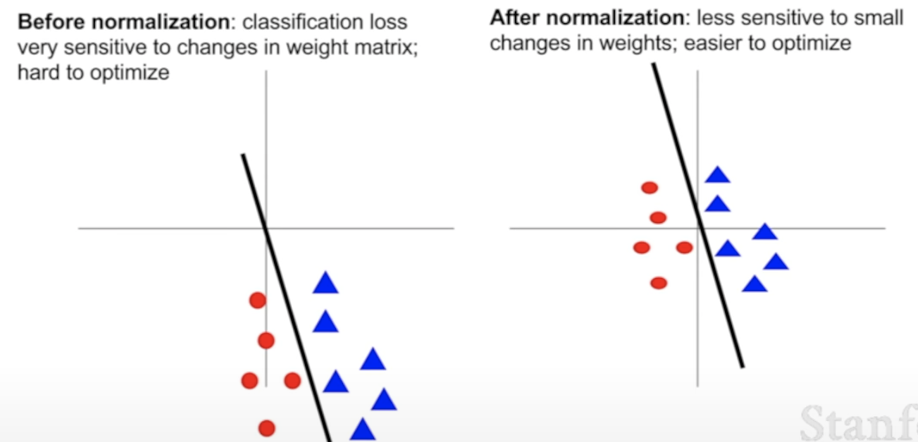 Before normalization: classification loss
very sensitive to changes in weight matrix;
hard to optimize
After normalization: less sensitive to small
changes in weights; easier to optimize
Stanf